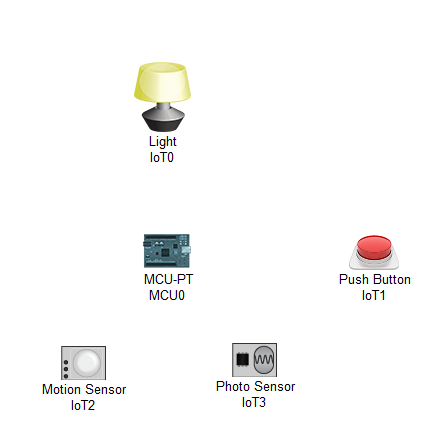 Light
IoT0
MCU-PT
MCU0
Push Button
IoT1
Motion Sensor
IoT2
Photo Sensor
IoT3